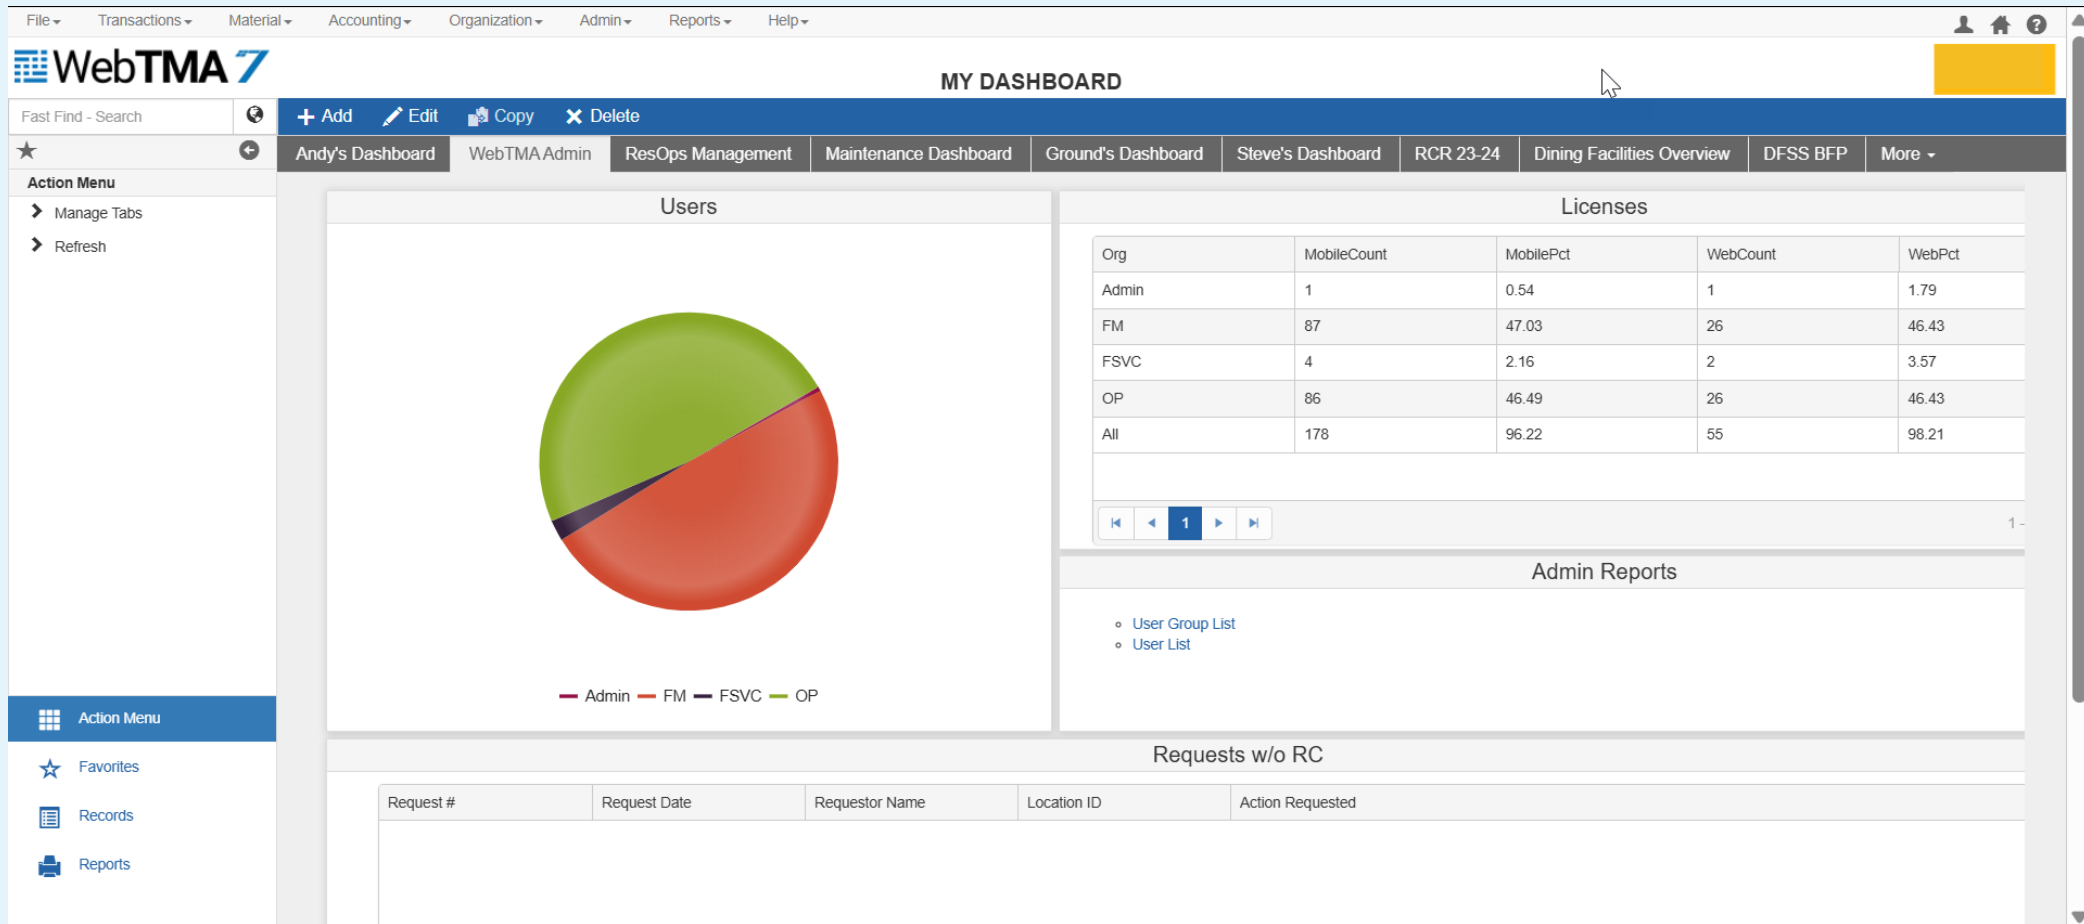 File Transactions Material Accounting Organization Admin Reports Help
WebTMA 7
MY DASHBOARD
Fast Find - Search
Add Edit Copy Delete
Andy's Dashboard WebTMA Admin ResOps Management Maintenance Dashboard Ground's Dashboard Steve's Dashboard RCR 23-24 Dining Facilities Overview DFSS BFP More
Action Menu
Manage Tabs
Refresh
Users
Admin FM FSVC OP
Licenses
Org MobileCount MobilePct WebCount WebPct
Admin 1 0.54 1 1.79
FM 87 47.03 26 46.43
FSVC 4 2.16 2 3.57
OP 86 46.49 26 46.43
All 178 96.22 55 98.21
1
1 -
Admin Reports
User Group List
User List
Action Menu
Favorites
Records
Reports
Requests w/o RC
Request # Request Date Requestor Name Location ID Action Requested